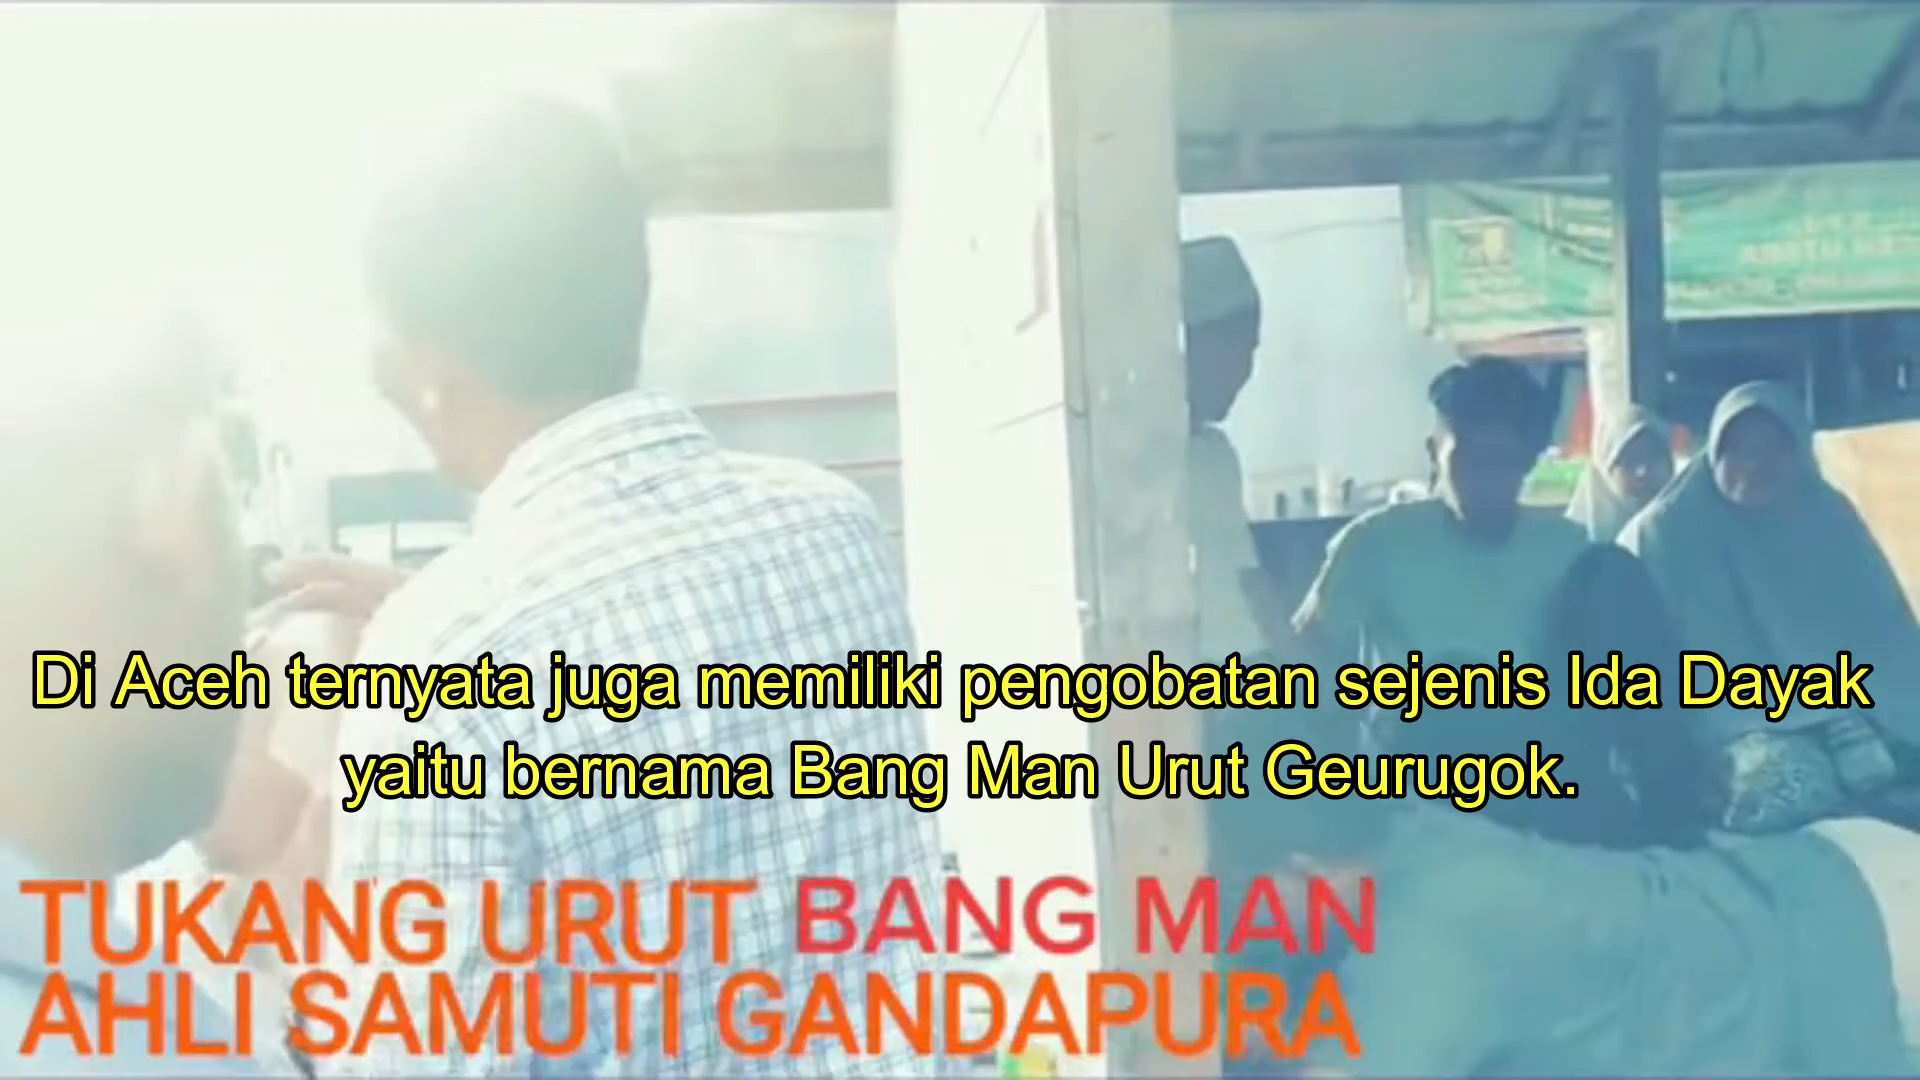 Di Aceh ternyata juga memiliki pengobatan sejenis Ida Dayak
yaitu bernama Bang Man Urut Geurugok.
TUKANG URUT BANG MAN
AHLI SAMUTI GANDAPURA